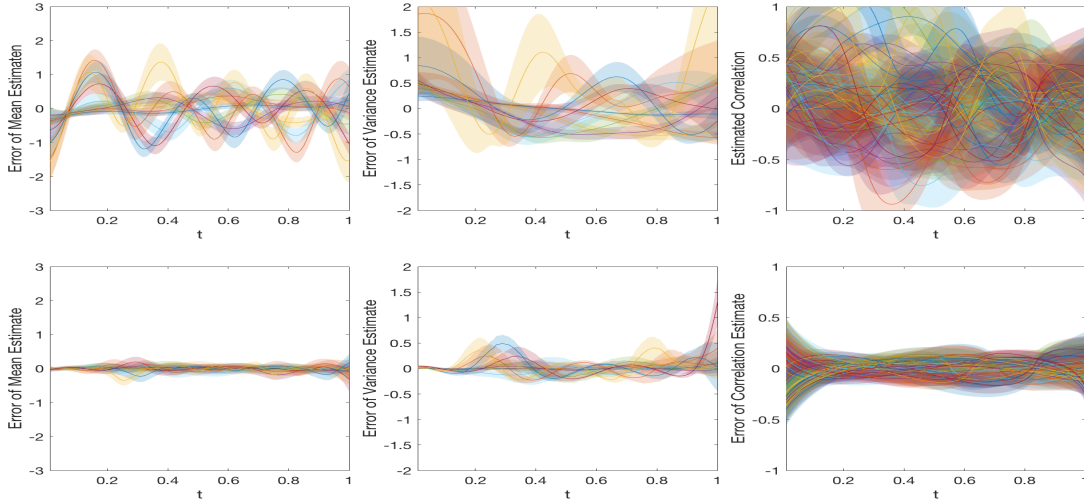 3
2
1
0
-1
-2
-3
0.2 0.4 0.6 0.8 1
t
Error of Mean Estimaten
2
1.5
1
0.5
0
-0.5
-1
-1.5
-2
0.2 0.4 0.6 0.8 1
t
Error of Variance Estimate
1
0.5
0
-0.5
-1
0.2 0.4 0.6 0.8 1
t
Estimated Correlation
3
2
1
0
-1
-2
-3
0.2 0.4 0.6 0.8 1
t
Error of Mean Estimate
2
1.5
1
0.5
0
-0.5
-1
-1.5
-2
0.2 0.4 0.6 0.8 1
t
Error of Variance Estimate
1
0.5
0
-0.5
-1
0.2 0.4 0.6 0.8 1
t
Error of Correlation Estimate